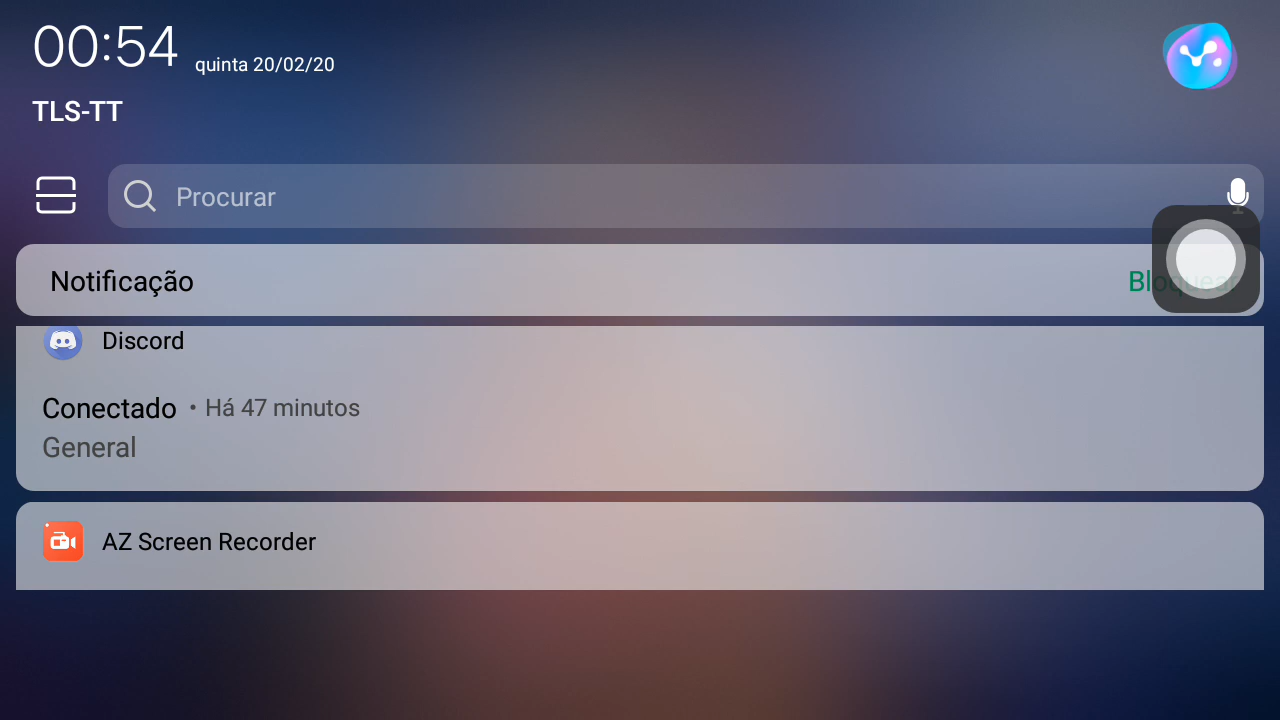 00:54 quinta 20/02/20
TLS-TT
Procurar
Notificação Bloquear
Discord
Conectado • Há 47 minutos
General
AZ Screen Recorder